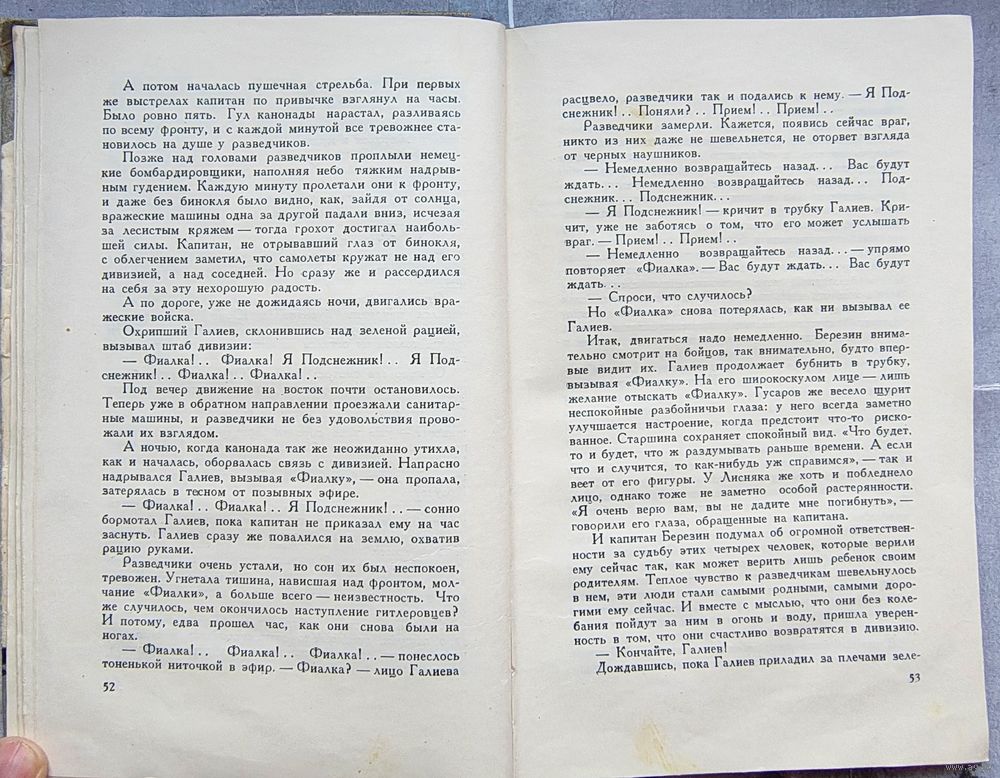 А потом началась пушечная стрельба. При первых
же выстрелах капитан по привычке взглянул на часы.
Было ровно пять. Гул канонады нарастал, разливаясь
по всему фронту, и с каждой минутой все тревожнее ста-
новилось на душе у разведчиков.
Позже над головами разведчиков проплыли немец-
кие бомбардировщики, наполняя небо тяжким надрыв-
ным гудением. Каждую минуту пролетали они к фронту,
и даже без бинокля было видно, как, зайдя от солнца,
вражеские машины одна за другой падали вниз, исчезая
за лесистым кряжем — тогда грохот достигал наиболь-
шей силы. Капитан, не отрывавший глаз от бинокля,
с облегчением заметил, что самолеты кружат не над его
дивизией, а над соседней. Но сразу же и рассердился
на себя за эту нехорошую радость.
А по дороге, уже не дожидаясь ночи, двигались вра-
жеские войска.
Охрипший Галиев, склонившись над зеленой рацией,
вызывал штаб дивизии:
— Фиалка!.. Фиалка! Я Подснежник!.. Я Под-
снежник!.. Фиалка!.. Фиалка!..
Под вечер движение на восток почти остановилось.
Теперь уже в обратном направлении проезжали санитар-
ные машины, и разведчики не без удовольствия прово-
жали их взглядом.
А ночью, когда канонада так же неожиданно утихла,
как и началась, оборвалась связь с дивизией. Напрасно
надрывался Галиев, вызывая «Фиалку», — она пропала,
затерялась в тесном от позывных эфире.
— Фиалка!.. Фиалка!.. Я Подснежник!.. — сонно
бормотал Галиев, пока капитан не приказал ему на час
заснуть. Галиев сразу же повалился на землю, охватив
рацию руками.
Разведчики очень устали, но сон их был неспокоен,
тревожен. Угнетала тишина, нависшая над фронтом, мол-
чание «Фиалки», а больше всего — неизвестность. Что
же случилось, чем окончилось наступление гитлеровцев?
И потому, едва прошел час, как они снова были на
ногах.
— Фиалка!.. Фиалка!.. Фиалка!.. — понеслось
тоненькой ниточкой в эфир. — Фиалка? — лицо Галиева
52
расцвело, разведчики так и подались к нему. — Я Под-
снежник!.. Поняли?.. Прием!.. Прием!..
Разведчики замерли. Кажется, появись сейчас враг,
никто из них даже не шевельнется, не оторвет взгляда
от черных наушников.
— Немедленно возвращайтесь назад... Вас будут
ждать... Немедленно возвращайтесь назад... Под-
снежник... Подснежник...
— Я Подснежник! — кричит в трубку Галиев. Кри-
чит, уже не заботясь о том, что его может услышать
враг. — Прием!.. Прием!..
— Немедленно возвращайтесь назад... — упрямо
повторяет «Фиалка». — Вас будут ждать... Вас будут
ждать...
— Спроси, что случилось?
Но «Фиалка» снова потерялась, как ни вызывал ее
Галиев.
Итак, двигаться надо немедленно. Березин внима-
тельно смотрит на бойцов, так внимательно, будто впер-
вые видит их. Галиев продолжает бубнить в трубку,
вызывая «Фиалку». На его широкоскулом лице — лишь
желание отыскать «Фиалку». Гусаров же весело щурит
неспокойные разбойничьи глаза: у него всегда заметно
улучшается настроение, когда предстоит что-то риско-
ванное. Старшина сохраняет спокойный вид. «Что будет,
то и будет, что ж раздумывать раньше времени. А если
что и случится, то как-нибудь уж справимся», — так и
веет от его фигуры. У Лисняка же хоть и побледнело
лицо, однако тоже не заметно особой растерянности.
«Я очень верю вам, вы не дадите мне погибнуть», —
говорили его глаза, обращенные на капитана.
И капитан Березин подумал об огромной ответствен-
ности за судьбу этих четырех человек, которые верили
ему сейчас так, как может верить лишь ребенок своим
родителям. Теплое чувство к разведчикам шевельнулось
в нем, эти люди стали самыми родными, самыми доро-
гими ему сейчас. И вместе с мыслью, что они без коле-
бания пойдут за ним в огонь и воду, пришла уверен-
ность в том, что они счастливо возвратятся в дивизию.
— Кончайте, Галиев!
Дождавшись, пока Галиев приладил за плечами зеле-
53